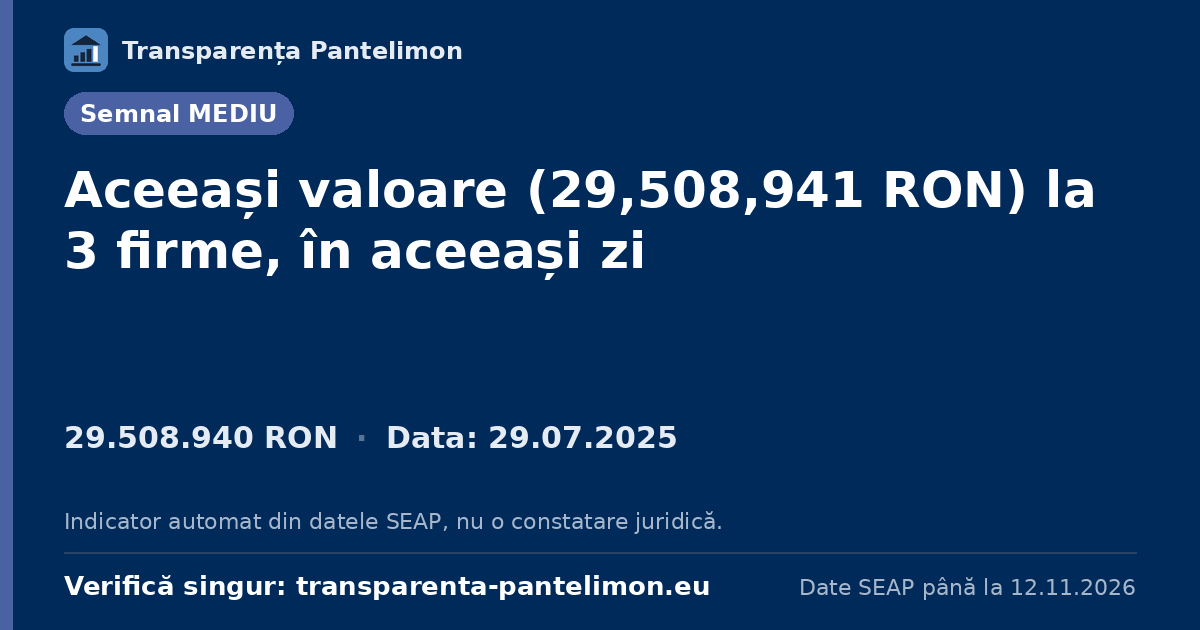 Transparența Pantelimon
Semnal MEDIU
Aceeași valoare (29,508,941 RON) la
3 firme, în aceeași zi
29.508.940 RON · Data: 29.07.2025
Indicator automat din datele SEAP, nu o constatare juridică.
Verifică singur: transparenta-pantelimon.eu
Date SEAP până la 12.11.2026